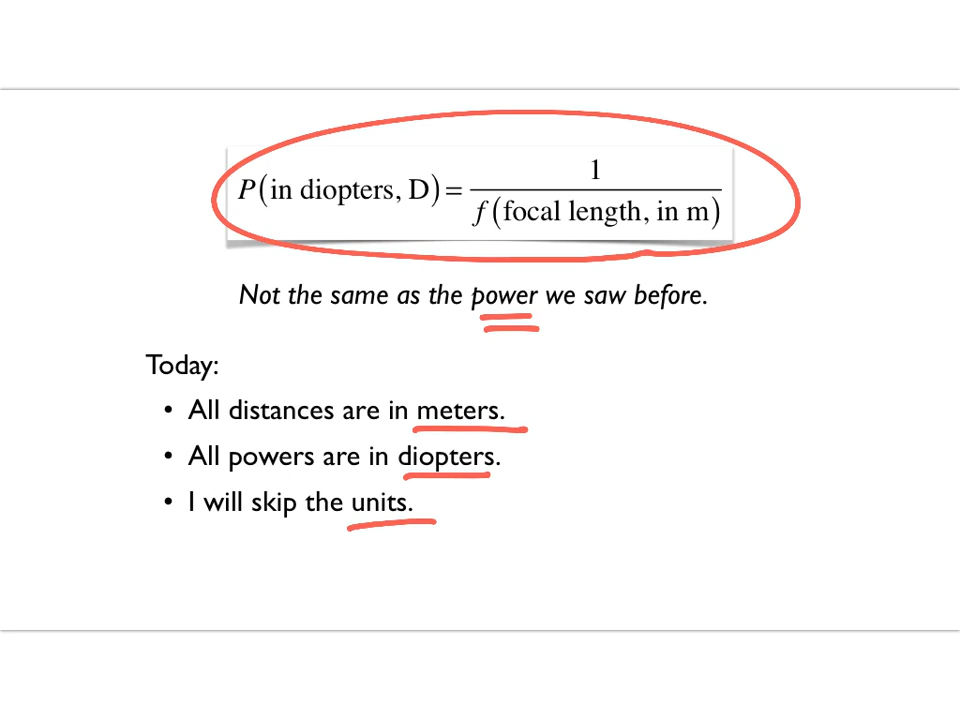 P(in diopters, D) = 1 / f(focal length, in m)
Not the same as the power we saw before.
Today:
• All distances are in meters.
• All powers are in diopters.
• I will skip the units.